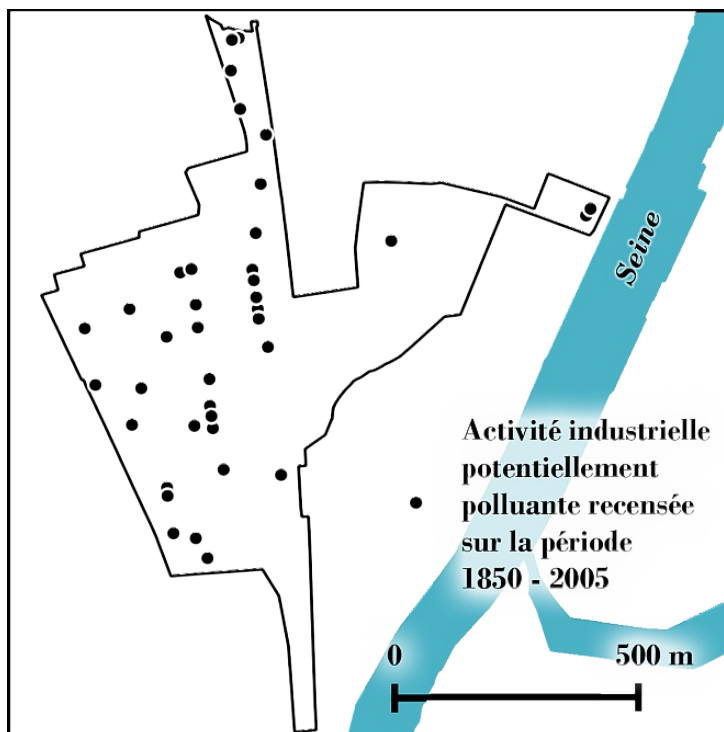 Seine
Activité industrielle
potentiellement
polluante recensée
sur la période
1850 - 2005
0 500 m